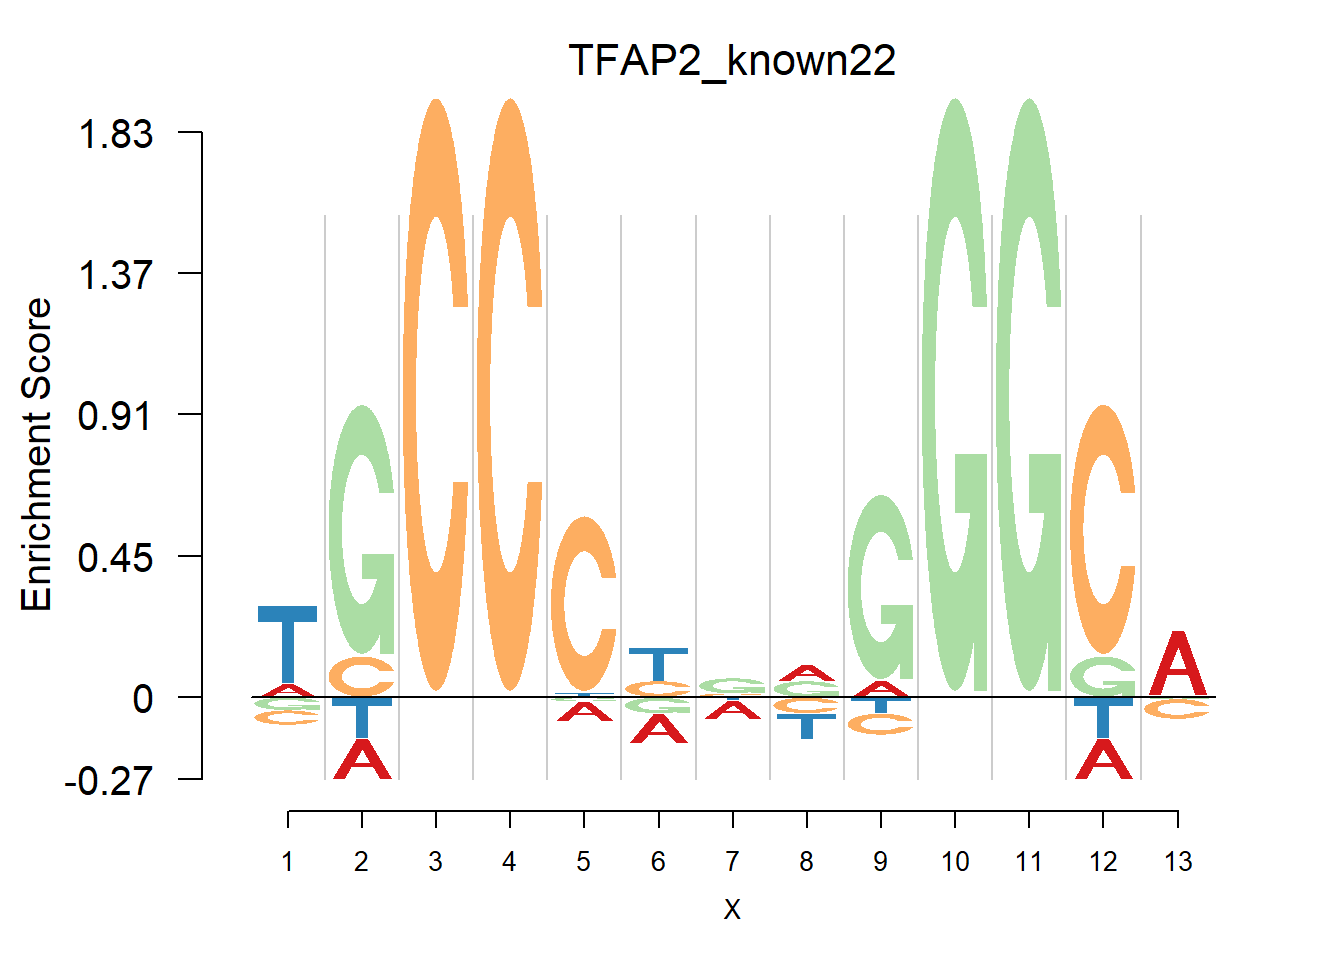 TFAP2_known22
Enrichment Score
1.83
1.37
0.91
0.45
0
-0.27
T A G C
G C T A
C
C
C T G A
T C G A
G C T A
A G C T
G A T C
G
G
C G T A
A C
1 2 3 4 5 6 7 8 9 10 11 12 13
X